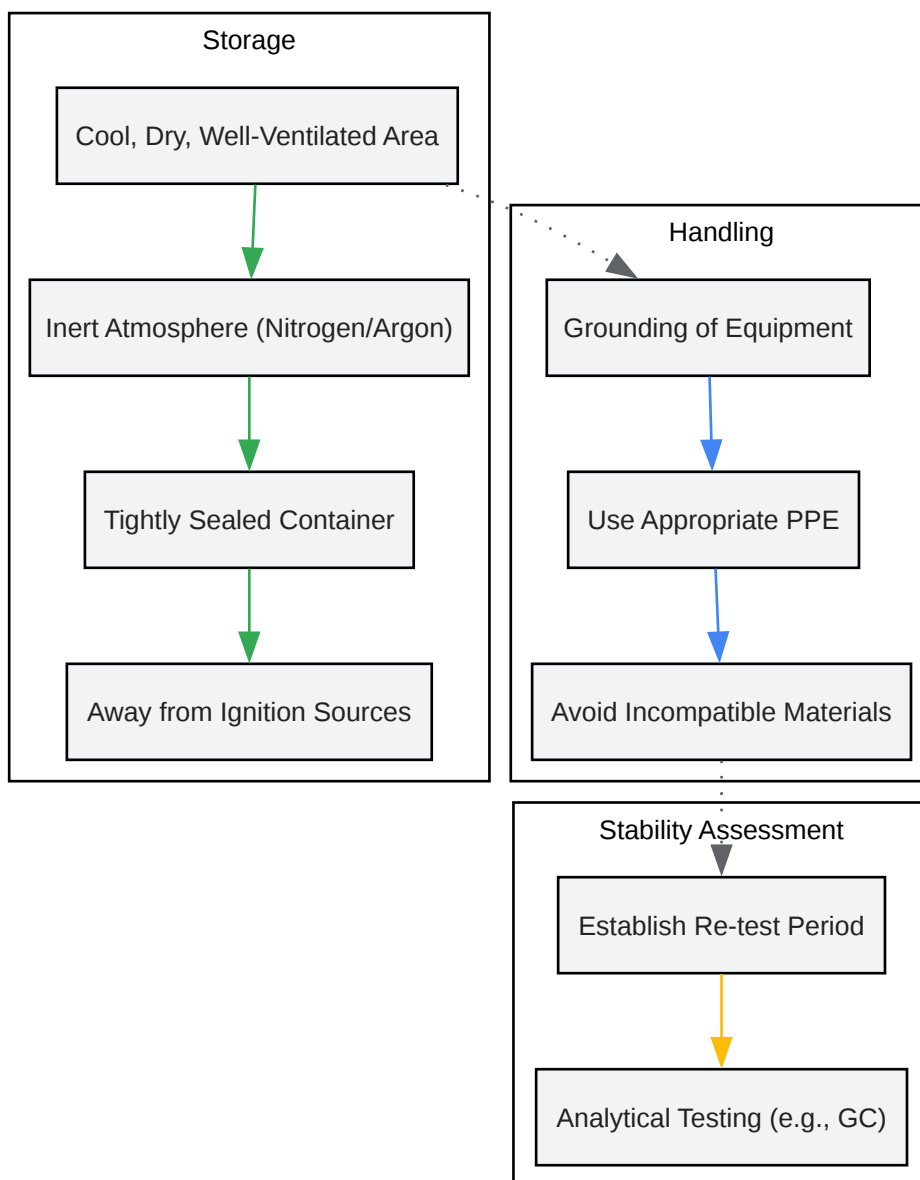 Storage
Cool, Dry, Well-Ventilated Area
Inert Atmosphere (Nitrogen/Argon)
Tightly Sealed Container
Away from Ignition Sources
Handling
Grounding of Equipment
Use Appropriate PPE
Avoid Incompatible Materials
Stability Assessment
Establish Re-test Period
Analytical Testing (e.g., GC)